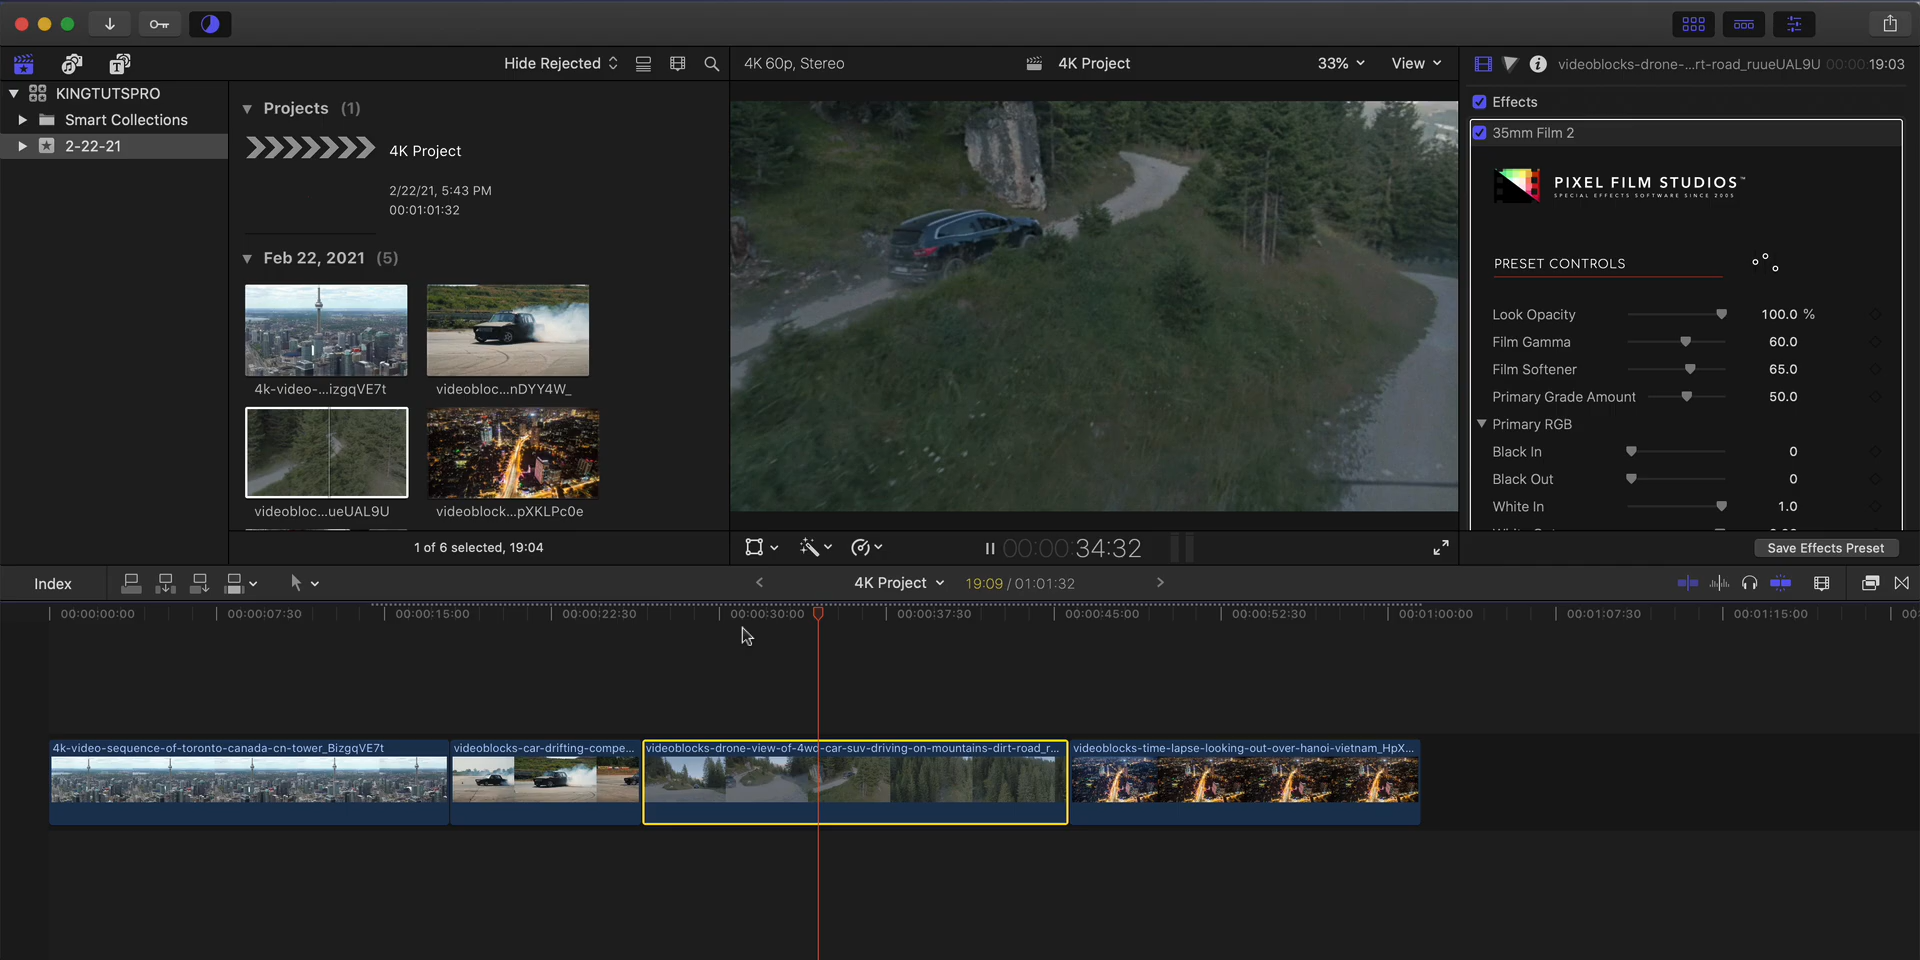 Hide Rejected
4K 60p, Stereo
4K Project
33%
View
videoblocks-drone-...rt-road_ruueUAL9U
00:00:19:03
KINGTUTSPRO
Smart Collections
2-22-21
Projects (1)
4K Project
2/22/21, 5:43 PM
00:01:01:32
Feb 22, 2021 (5)
4k-video-...izgqVE7t
videobloc...nDYY4W_
videobloc...ueUAL9U
videoblock...pXKLPc0e
1 of 6 selected, 19:04
00:00:34:32
Effects
35mm Film 2
PIXEL FILM STUDIOS™
SPECIAL EFFECTS SOFTWARE SINCE 2005
PRESET CONTROLS
Look Opacity 100.0 %
Film Gamma 60.0
Film Softener 65.0
Primary Grade Amount 50.0
Primary RGB
Black In 0
Black Out 0
White In 1.0
Save Effects Preset
Index
4K Project
19:09 / 01:01:32
00:00:00:00
00:00:07:30
00:00:15:00
00:00:22:30
00:00:30:00
00:00:37:30
00:00:45:00
00:00:52:30
00:01:00:00
00:01:07:30
00:01:15:00
4k-video-sequence-of-toronto-canada-cn-tower_BizgqVE7t
videoblocks-car-drifting-compe...
videoblocks-drone-view-of-4wd-car-suv-driving-on-mountains-dirt-road_r...
videoblocks-time-lapse-looking-out-over-hanoi-vietnam_HpX...